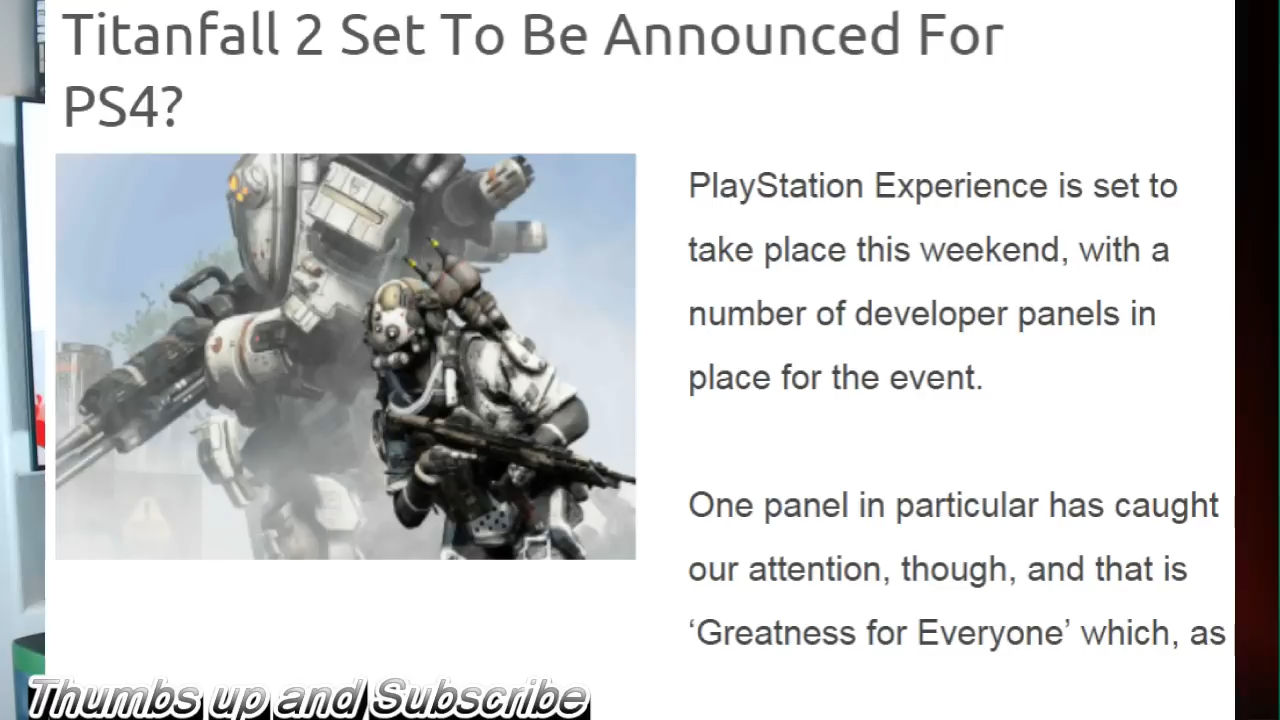 Titanfall 2 Set To Be Announced For
PS4?
PlayStation Experience is set to
take place this weekend, with a
number of developer panels in
place for the event.
One panel in particular has caught
our attention, though, and that is
‘Greatness for Everyone’ which, as
Thumbs up and Subscribe